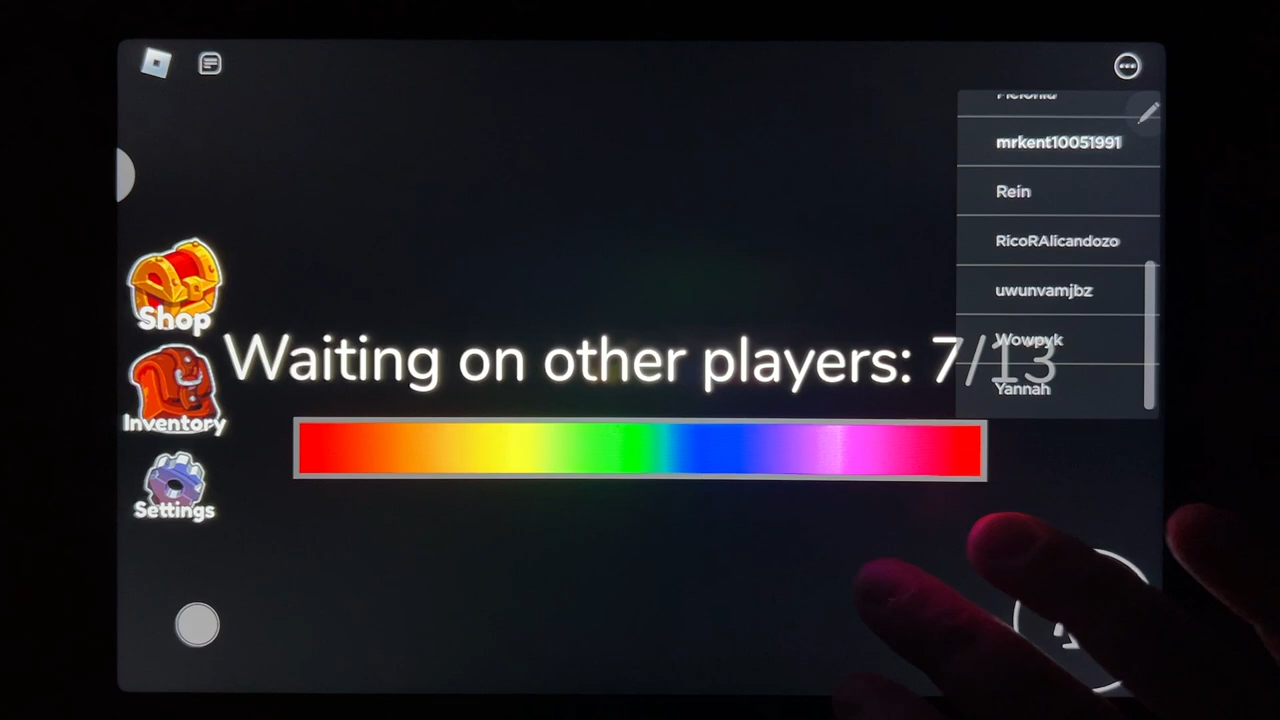 mrkent10051991
Rein
RicoRAlicandozo
uwunvamjbz
Wowpyk
Yannah
Shop
Inventory
Settings
Waiting on other players: 7/13